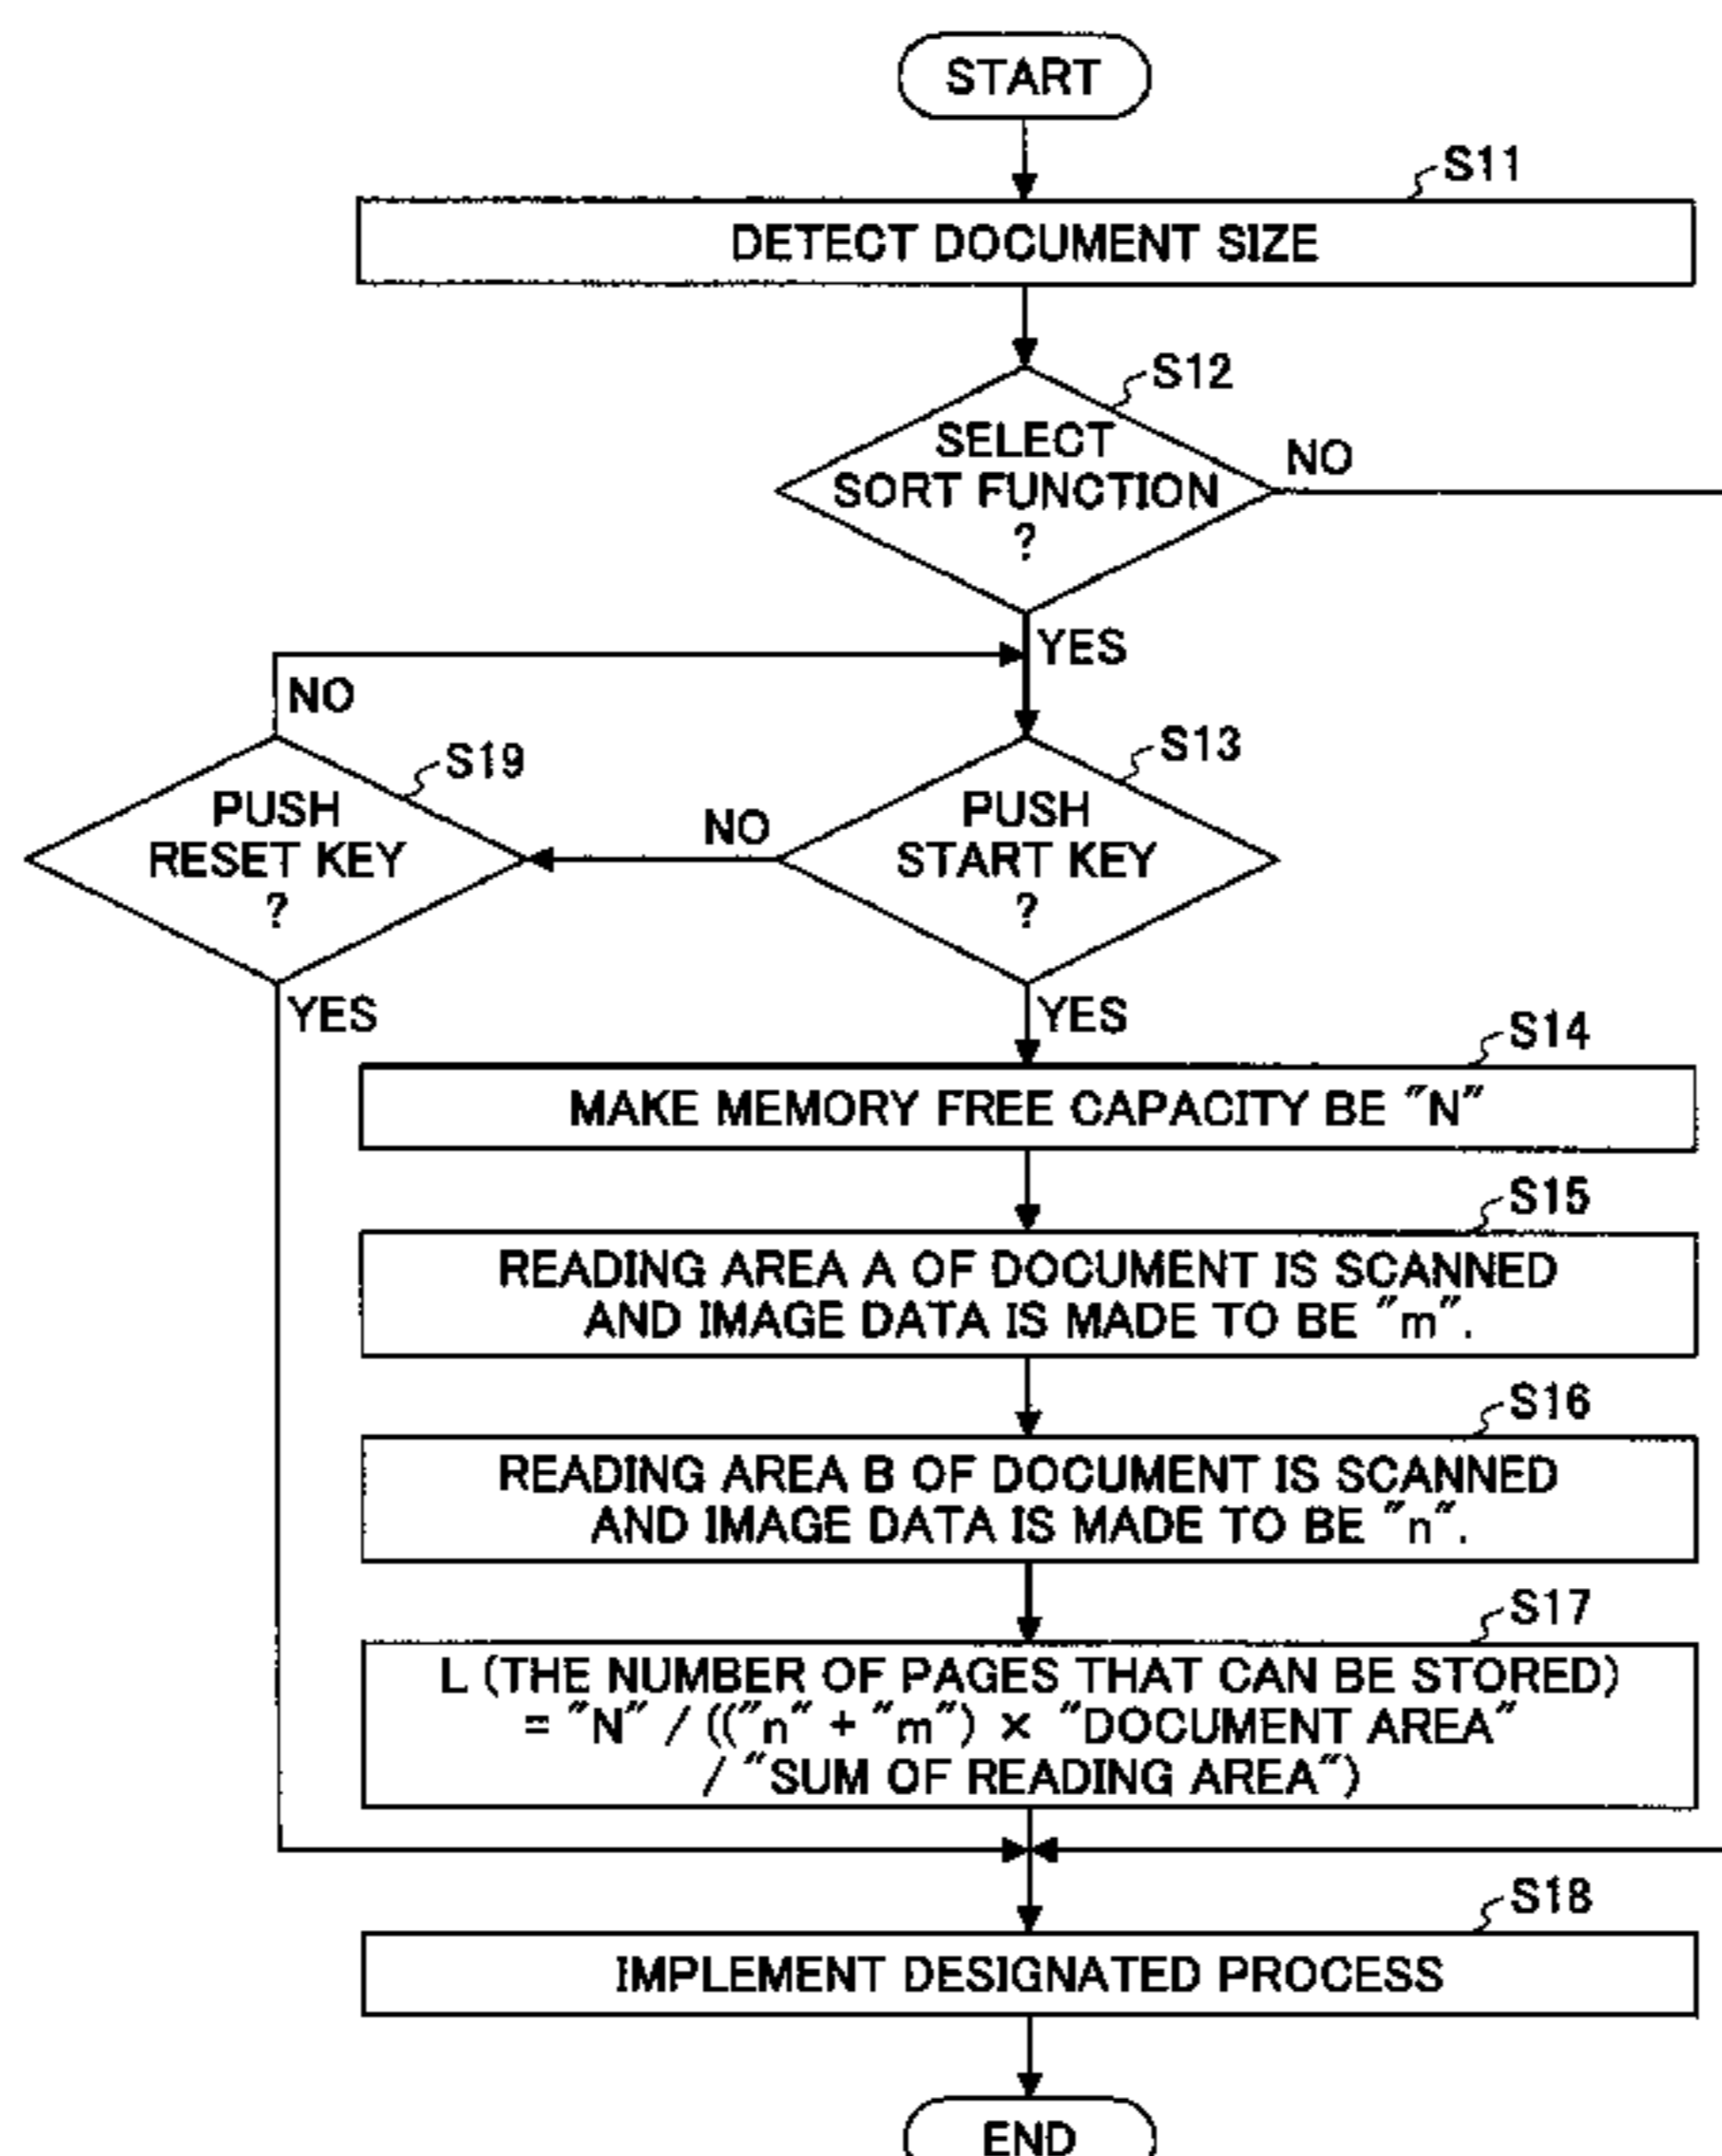 START
S11
DETECT DOCUMENT SIZE
S12
SELECT
SORT FUNCTION
?
NO
YES
NO
S19
PUSH
RESET KEY
?
YES
NO
S13
PUSH
START KEY
?
YES
S14
MAKE MEMORY FREE CAPACITY BE "N"
S15
READING AREA A OF DOCUMENT IS SCANNED
AND IMAGE DATA IS MADE TO BE "m".
S16
READING AREA B OF DOCUMENT IS SCANNED
AND IMAGE DATA IS MADE TO BE "n".
S17
L (THE NUMBER OF PAGES THAT CAN BE STORED)
= "N" / (("n" + "m") × "DOCUMENT AREA"
/ "SUM OF READING AREA")
S18
IMPLEMENT DESIGNATED PROCESS
END